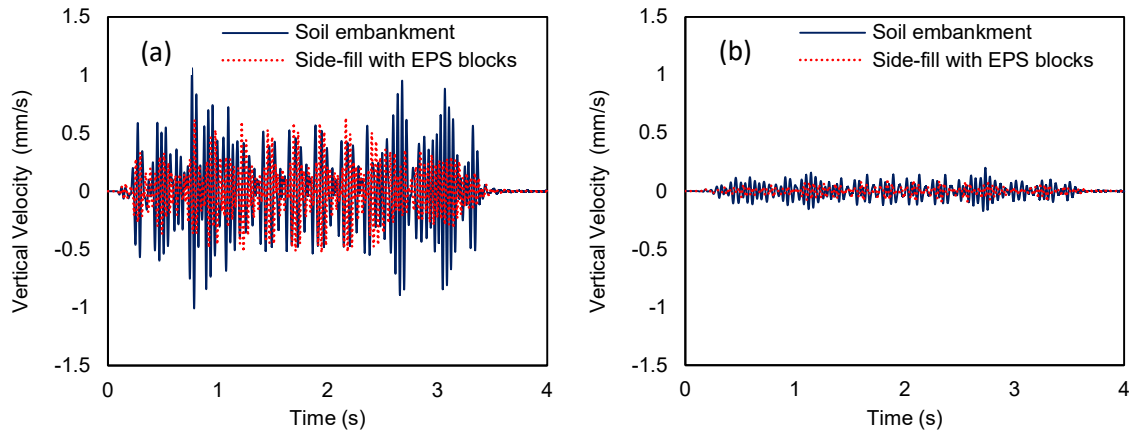 (a)
Soil embankment
Side-fill with EPS blocks
1.5
1
0.5
0
-0.5
-1
-1.5
Vertical Velocity (mm/s)
0 1 2 3 4
Time (s)
(b)
Soil embankment
Side-fill with EPS blocks
1.5
1
0.5
0
-0.5
-1
-1.5
Vertical Velocity (mm/s)
0 1 2 3 4
Time (s)